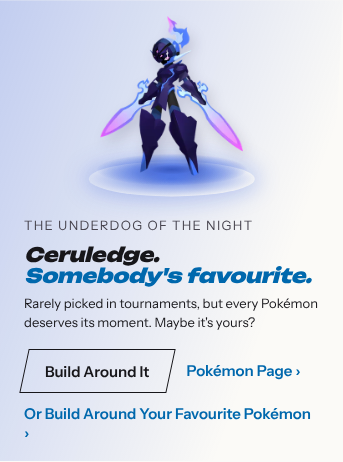 THE UNDERDOG OF THE NIGHT
Ceruledge.
Somebody's favourite.
Rarely picked in tournaments, but every Pokémon
deserves its moment. Maybe it's yours?
Build Around It
Pokémon Page ›
Or Build Around Your Favourite Pokémon
›